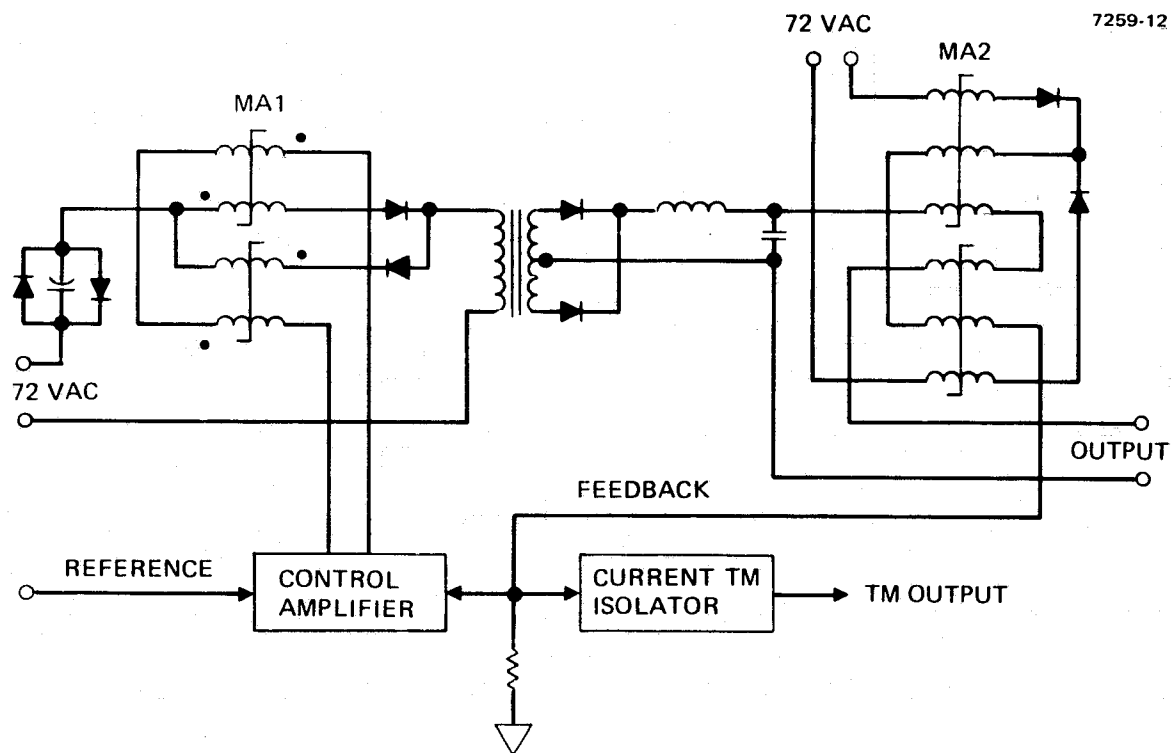 7259-12
72 VAC
MA2
MA1
72 VAC
OUTPUT
FEEDBACK
REFERENCE
CONTROL
AMPLIFIER
CURRENT TM
ISOLATOR
TM OUTPUT